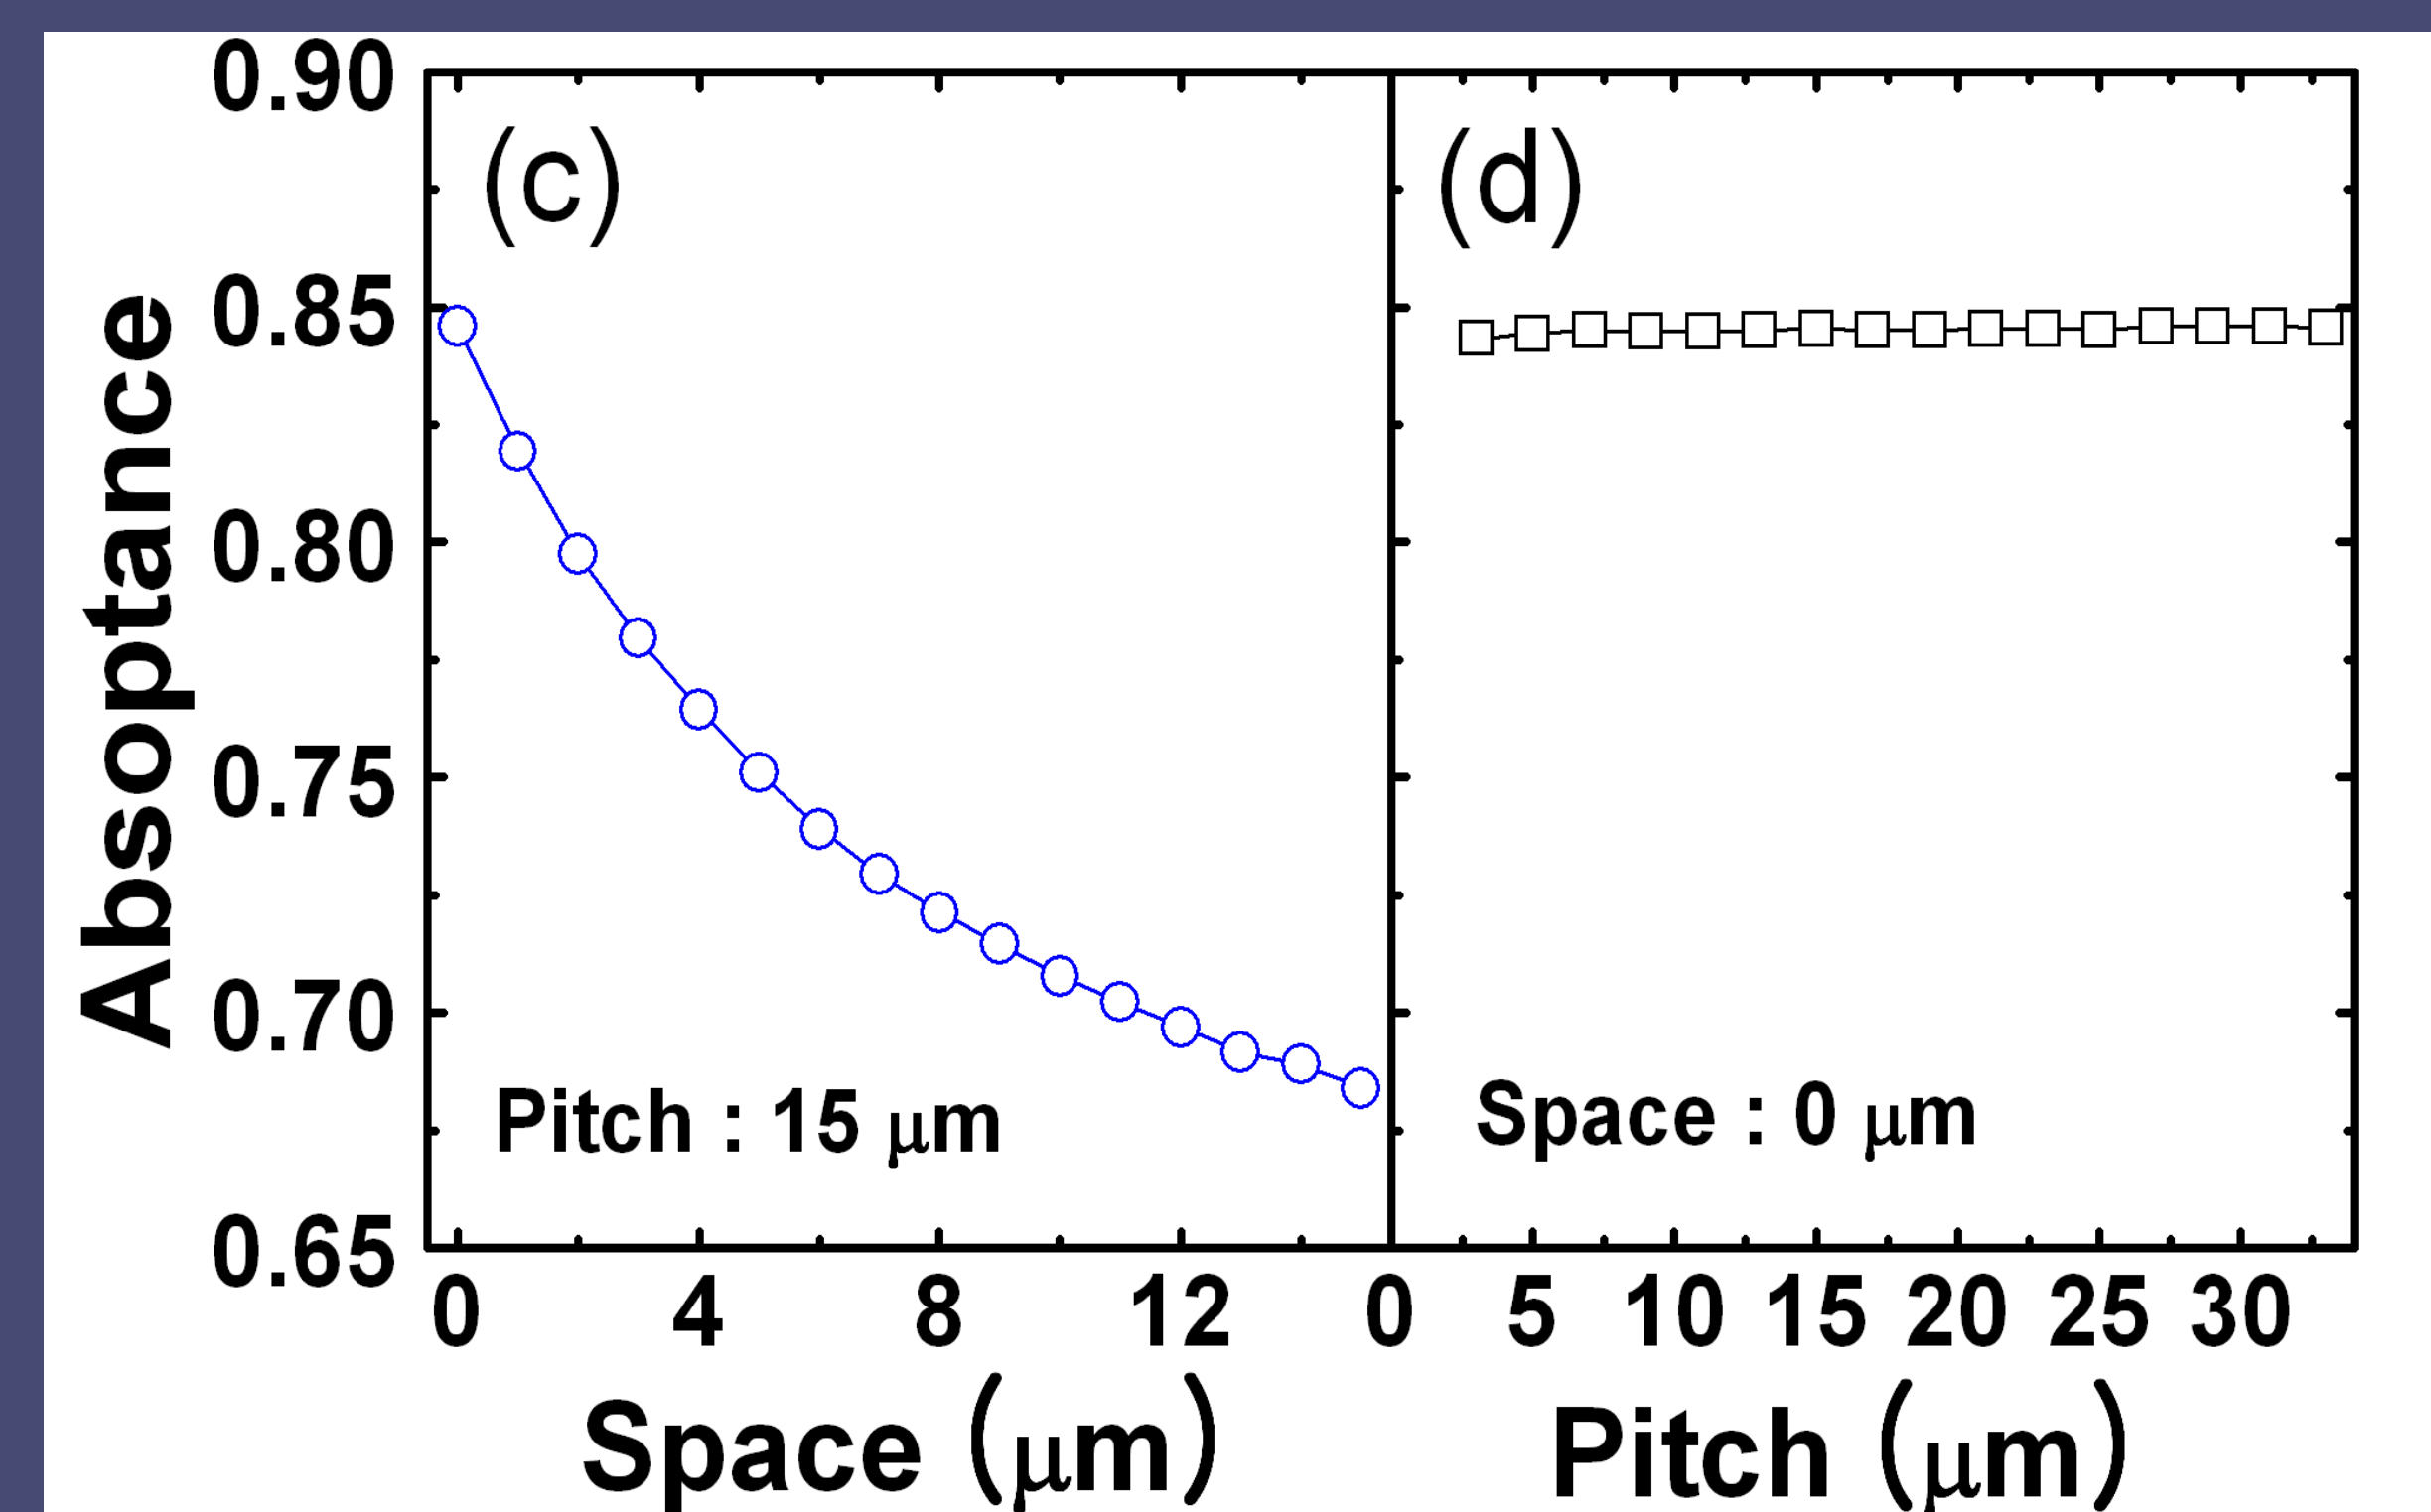 0.90
0.85
0.80
0.75
0.70
0.65
Absoptance
(c)
Pitch : 15 μm
0 4 8 12
Space (μm)
(d)
Space : 0 μm
0 5 10 15 20 25 30
Pitch (μm)